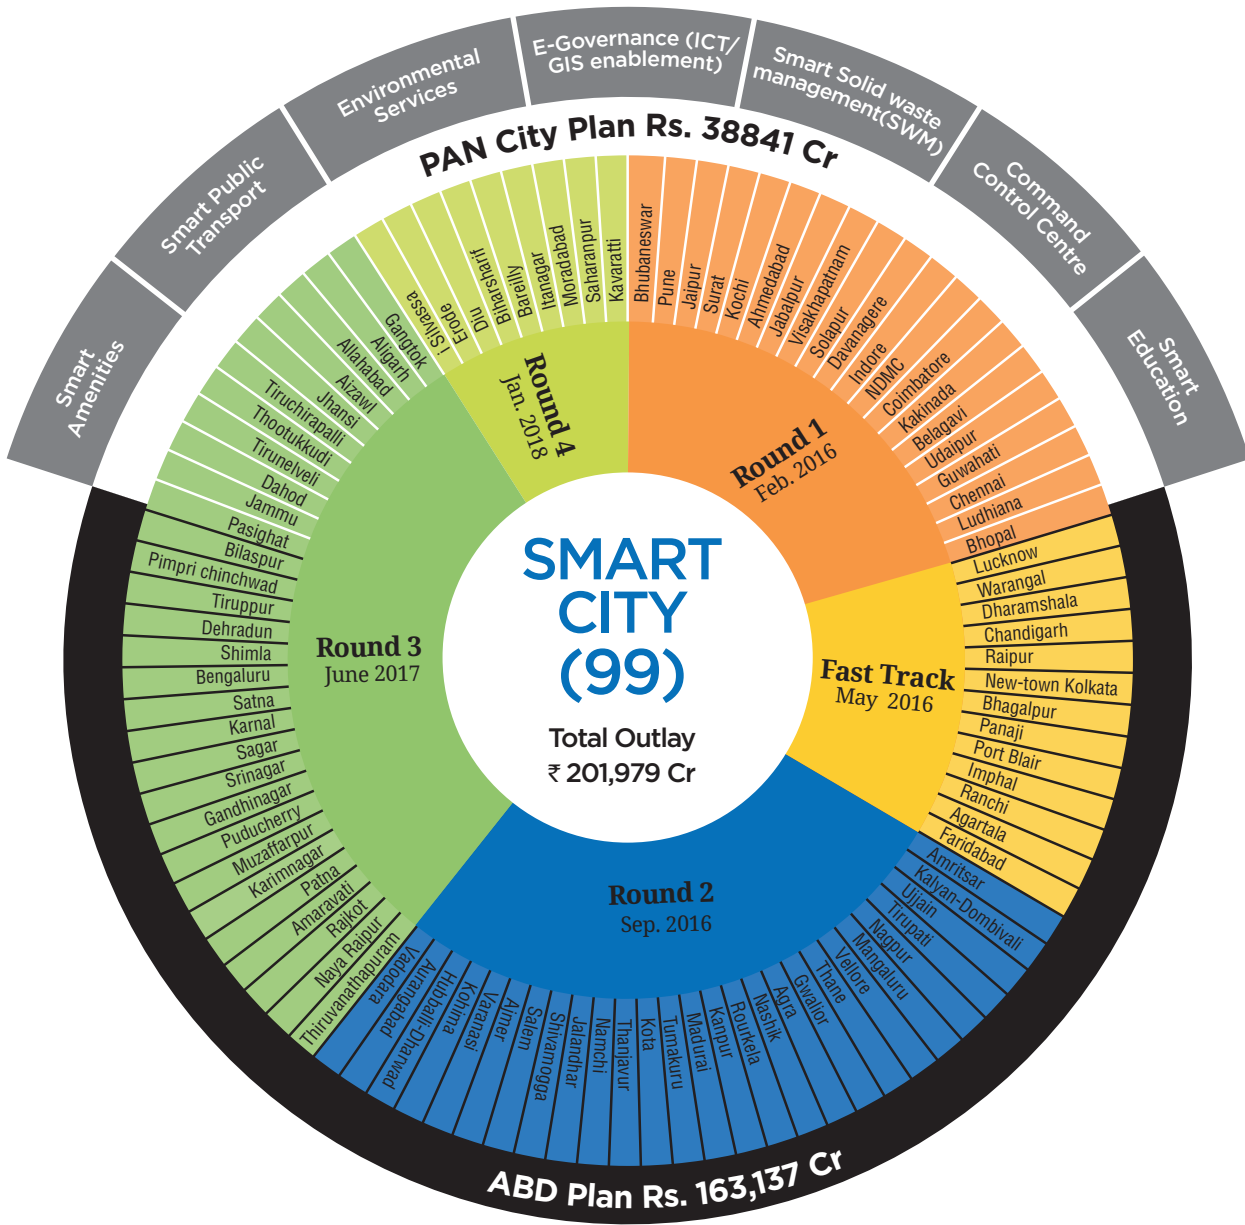 Smart
Amenities
Smart Public
Transport
Environmental
Services
E-Governance (ICT/
GIS enablement)
Smart Solid waste
management(SWM)
Command
Control Centre
Smart
Education
PAN City Plan Rs. 38841 Cr
Bhubaneswar
Pune
Jaipur
Surat
Kochi
Ahmedabad
Jabalpur
Visakhapatnam
Solapur
Davanagere
Indore
NDMC
Coimbatore
Kakinada
Belagavi
Udaipur
Guwahati
Chennai
Ludhiana
Bhopal
Lucknow
Warangal
Dharamshala
Chandigarh
Raipur
New-town Kolkata
Bhagalpur
Panaji
Port Blair
Imphal
Ranchi
Agartala
Faridabad
Amritsar
Kalyan-Dombivali
Ujjain
Tirupati
Nagpur
Mangaluru
Vellore
Thane
Gwalior
Agra
Nashik
Rourkela
Kanpur
Madurai
Tumakuru
Kota
Thanjavur
Namchi
Jalandhar
Shivamogga
Salem
Ajmer
Varanasi
Kohima
Hubballi-Dharwad
Aurangabad
Vadodara
Thiruvanathapuram
Naya Raipur
Rajkot
Amaravati
Patna
Karimnagar
Muzaffarpur
Puducherry
Gandhinagar
Srinagar
Sagar
Karnal
Satna
Bengaluru
Shimla
Dehradun
Tiruppur
Pimpri chinchwad
Bilaspur
Pasighat
Jammu
Dahod
Tirunelveli
Thootukkudi
Tiruchirapalli
Jhansi
Aizawl
Allahabad
Aligarh
Gangtok
i Silvassa
Erode
Diu
Biharsharif
Bareilly
Itanagar
Moradabad
Saharanpur
Kavaratti
Round 1
Feb. 2016
Fast Track
May 2016
Round 2
Sep. 2016
Round 3
June 2017
Round 4
Jan. 2018
SMART
CITY
(99)
Total Outlay
₹ 201,979 Cr
ABD Plan Rs. 163,137 Cr